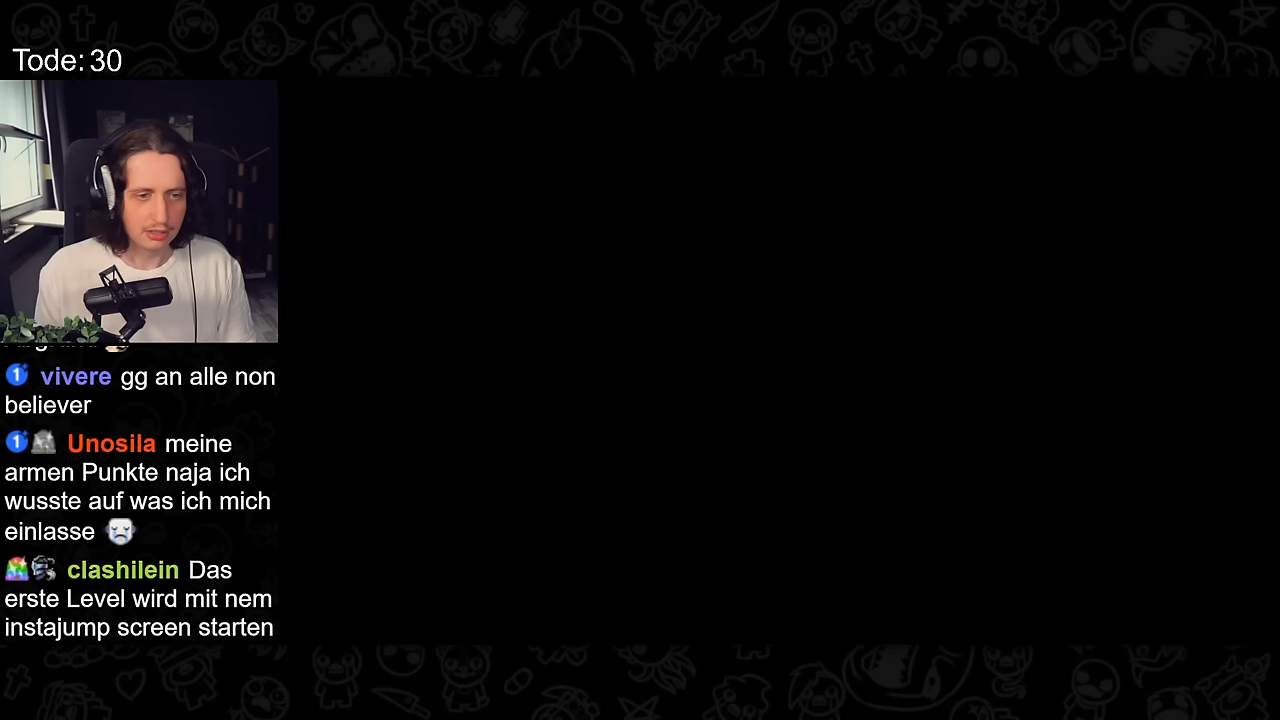 Tode: 30
vivere gg an alle non
believer
Unosila meine
armen Punkte naja ich
wusste auf was ich mich
einlasse
clashilein Das
erste Level wird mit nem
instajump screen starten